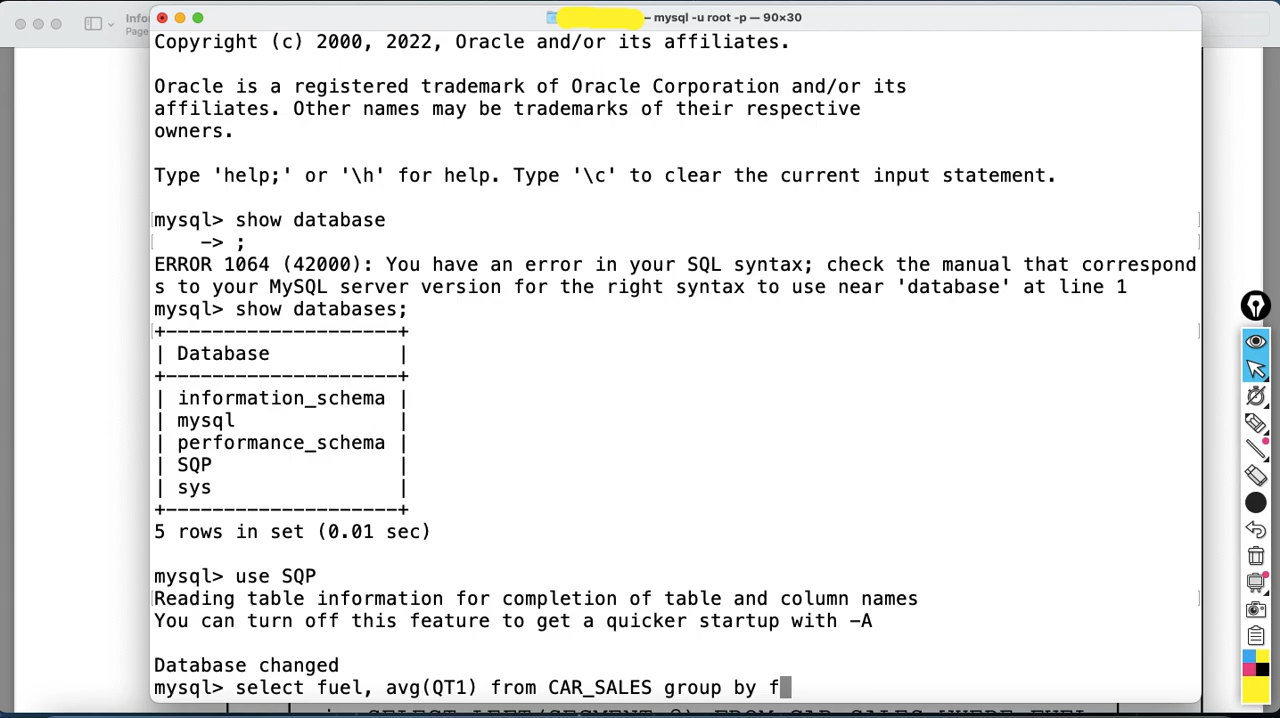 Infor
Page
– mysql -u root -p — 90×30
Copyright (c) 2000, 2022, Oracle and/or its affiliates.
Oracle is a registered trademark of Oracle Corporation and/or its
affiliates. Other names may be trademarks of their respective
owners.
Type 'help;' or '\h' for help. Type '\c' to clear the current input statement.
mysql> show database
    -> ;
ERROR 1064 (42000): You have an error in your SQL syntax; check the manual that correspond
s to your MySQL server version for the right syntax to use near 'database' at line 1
mysql> show databases;
+--------------------+
| Database           |
+--------------------+
| information_schema |
| mysql              |
| performance_schema |
| SQP                |
| sys                |
+--------------------+
5 rows in set (0.01 sec)
mysql> use SQP
Reading table information for completion of table and column names
You can turn off this feature to get a quicker startup with -A
Database changed
mysql> select fuel, avg(QT1) from CAR_SALES group by f